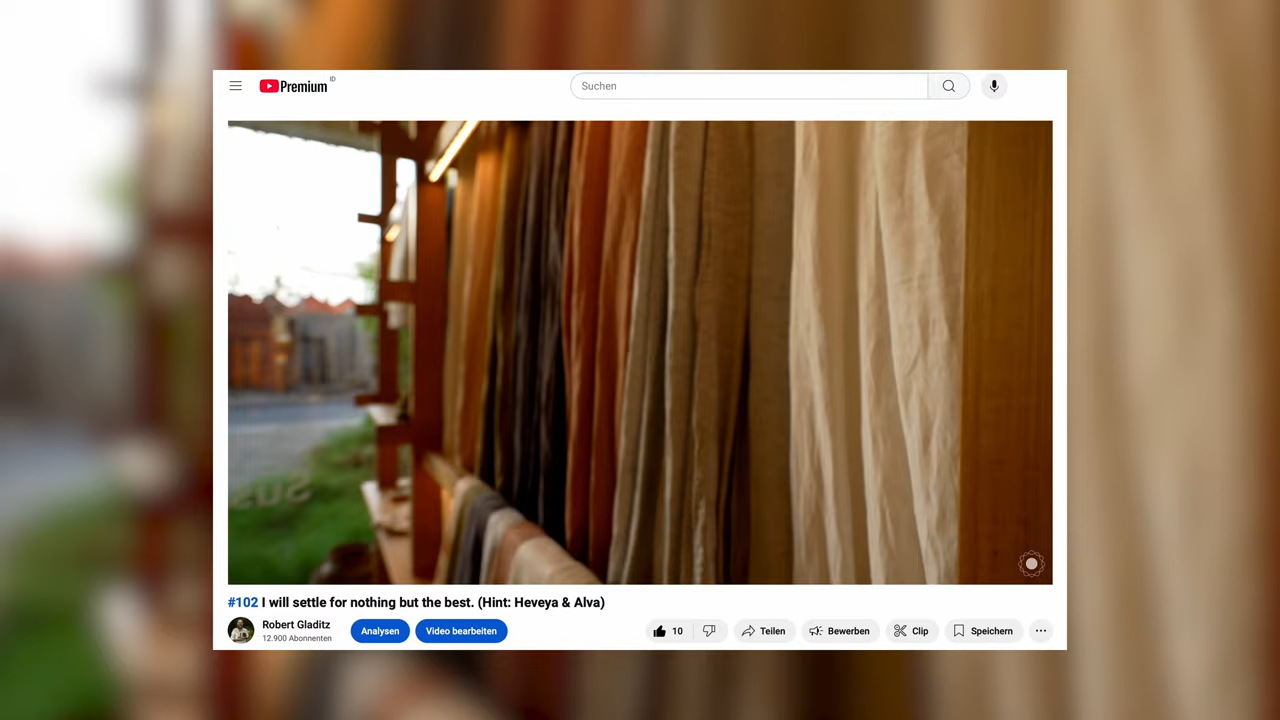 Premium ID
Suchen
#102 I will settle for nothing but the best. (Hint: Heveya & Alva)
Robert Gladitz
12.900 Abonnenten
Analysen
Video bearbeiten
10
Teilen
Bewerben
Clip
Speichern